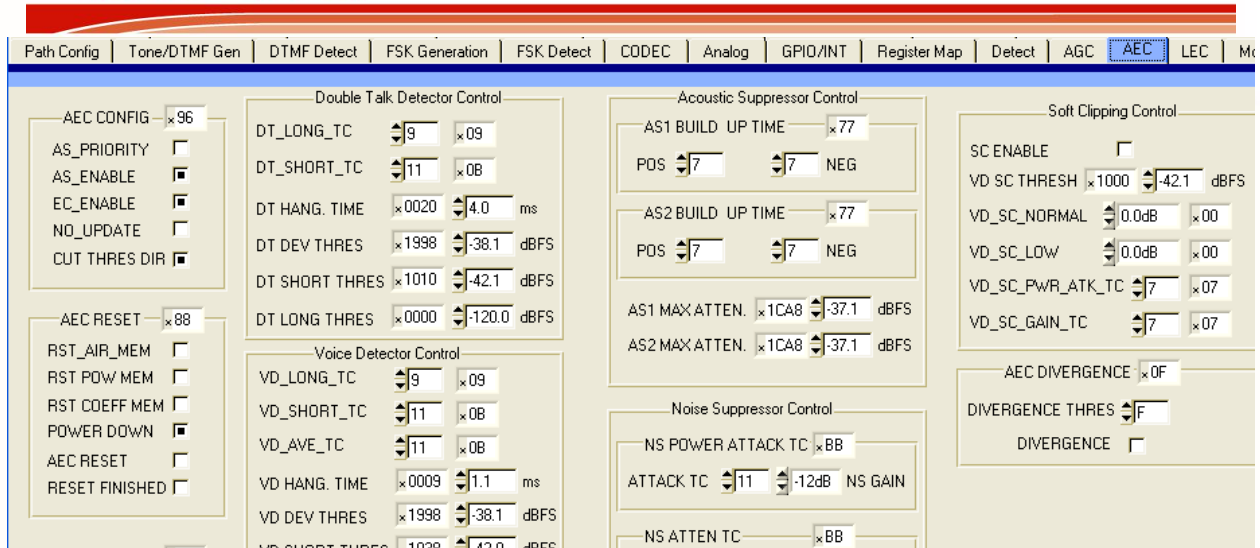 Path Config Tone/DTMF Gen DTMF Detect FSK Generation FSK Detect CODEC Analog GPIO/INT Register Map Detect AGC AEC LEC
AEC CONFIG x96
AS_PRIORITY
AS_ENABLE
EC_ENABLE
NO_UPDATE
CUT THRES DIR
AEC RESET x88
RST_AIR_MEM
RST POW MEM
RST COEFF MEM
POWER DOWN
AEC RESET
RESET FINISHED
Double Talk Detector Control
DT_LONG_TC 9 x09
DT_SHORT_TC 11 x0B
DT HANG. TIME x0020 4.0 ms
DT DEV THRES x1998 -38.1 dBFS
DT SHORT THRES x1010 -42.1 dBFS
DT LONG THRES x0000 -120.0 dBFS
Voice Detector Control
VD_LONG_TC 9 x09
VD_SHORT_TC 11 x0B
VD_AVE_TC 11 x0B
VD HANG. TIME x0009 1.1 ms
VD DEV THRES x1998 -38.1 dBFS
Acoustic Suppressor Control
AS1 BUILD UP TIME x77
POS 7 7 NEG
AS2 BUILD UP TIME x77
POS 7 7 NEG
AS1 MAX ATTEN. x1CA8 -37.1 dBFS
AS2 MAX ATTEN. x1CA8 -37.1 dBFS
Noise Suppressor Control
NS POWER ATTACK TC xBB
ATTACK TC 11 -12dB NS GAIN
NS ATTEN TC xBB
Soft Clipping Control
SC ENABLE
VD SC THRESH x1000 -42.1 dBFS
VD_SC_NORMAL 0.0dB x00
VD_SC_LOW 0.0dB x00
VD_SC_PWR_ATK_TC 7 x07
VD_SC_GAIN_TC 7 x07
AEC DIVERGENCE x0F
DIVERGENCE THRES F
DIVERGENCE